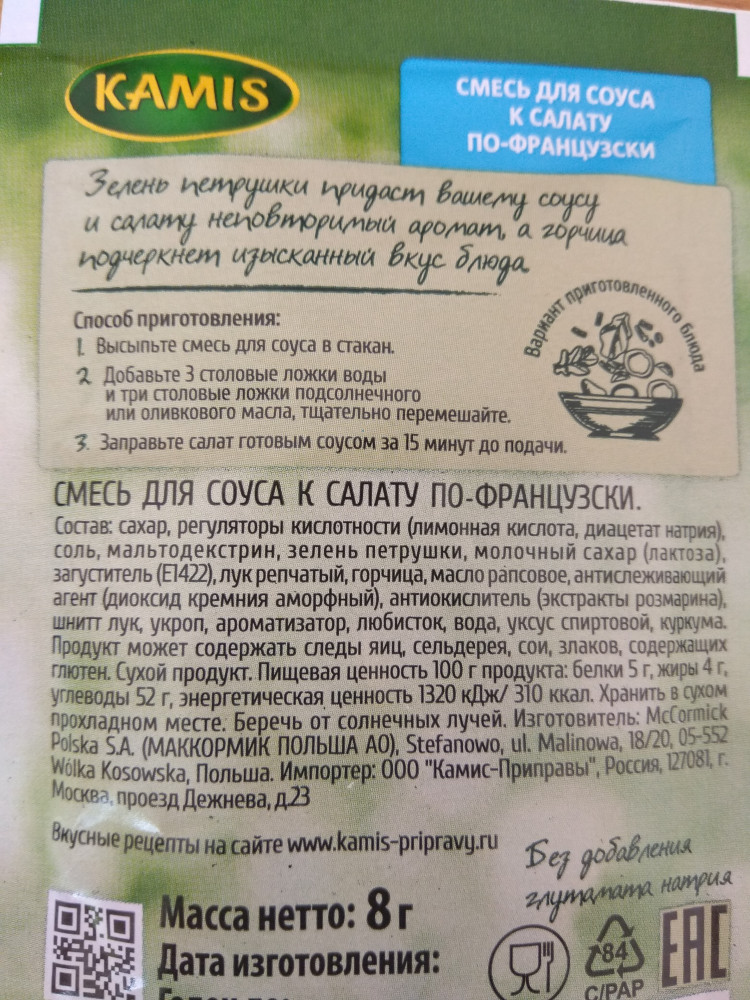 KAMIS
СМЕСЬ ДЛЯ СОУСА
К САЛАТУ
ПО-ФРАНЦУЗСКИ
Зелень петрушки придаст вашему соусу
и салату неповторимый аромат, а горчица
подчеркнет изысканный вкус блюда
Способ приготовления:
1. Высыпьте смесь для соуса в стакан.
2. Добавьте 3 столовые ложки воды
и три столовые ложки подсолнечного
или оливкового масла, тщательно перемешайте.
3. Заправьте салат готовым соусом за 15 минут до подачи.
Вариант приготовленного блюда
СМЕСЬ ДЛЯ СОУСА К САЛАТУ ПО-ФРАНЦУЗСКИ.
Состав: сахар, регуляторы кислотности (лимонная кислота, диацетат натрия),
соль, мальтодекстрин, зелень петрушки, молочный сахар (лактоза),
загуститель (Е1422), лук репчатый, горчица, масло рапсовое, антислеживающий
агент (диоксид кремния аморфный), антиокислитель (экстракты розмарина),
шнитт лук, укроп, ароматизатор, любисток, вода, уксус спиртовой, куркума.
Продукт может содержать следы яиц, сельдерея, сои, злаков, содержащих
глютен. Сухой продукт. Пищевая ценность 100 г продукта: белки 5 г, жиры 4 г,
углеводы 52 г, энергетическая ценность 1320 кДж/ 310 ккал. Хранить в сухом
прохладном месте. Беречь от солнечных лучей. Изготовитель: McCormick
Polska S.A. (МАККОРМИК ПОЛЬША АО), Stefanowo, ul. Malinowa, 18/20, 05-552
Wólka Kosowska, Польша. Импортер: ООО "Камис-Приправы", Россия, 127081, г.
Москва, проезд Дежнева, д.23
Вкусные рецепты на сайте www.kamis-pripravy.ru
Без добавления
глутамата натрия
Масса нетто: 8 г
Дата изготовления:
84
C/PAP
EAC